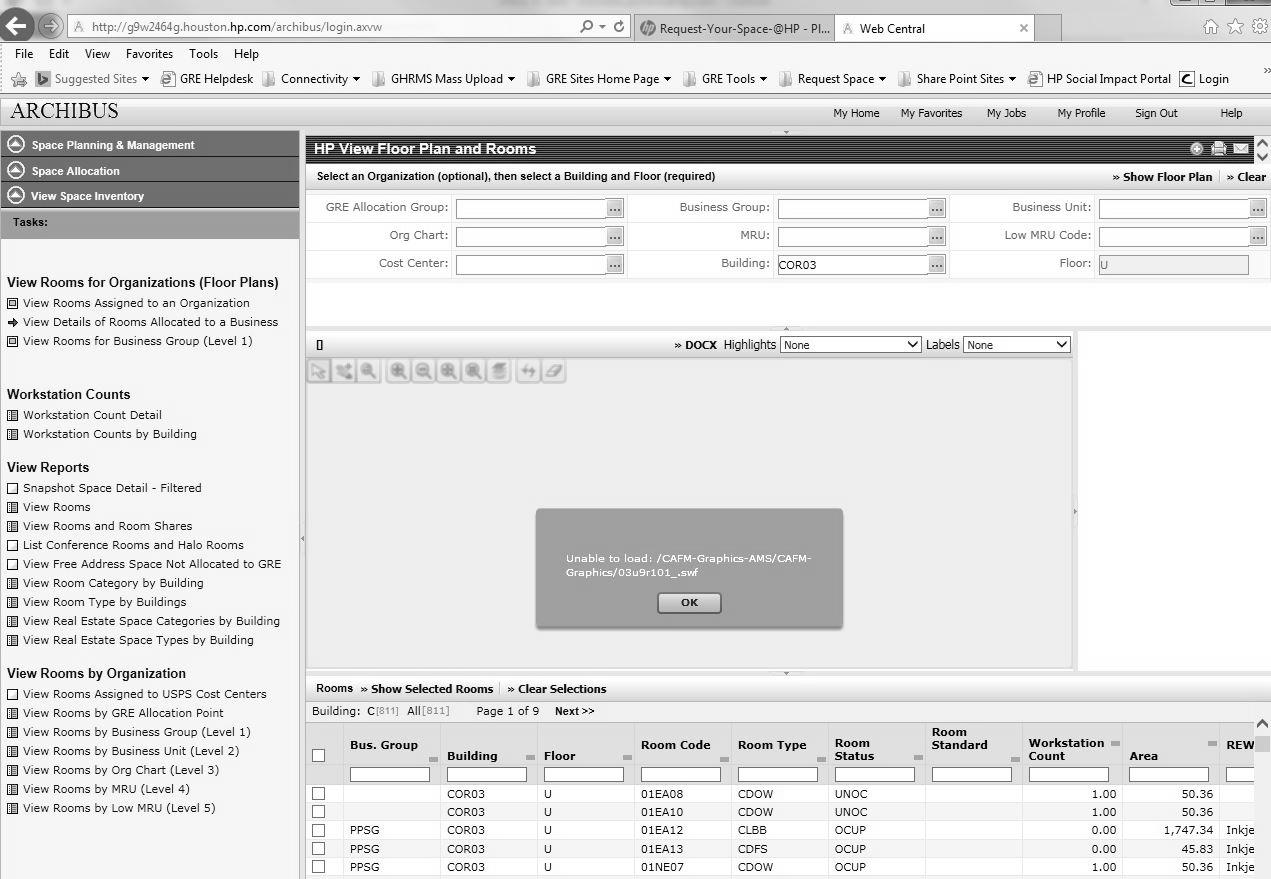 http://g9w2464g.houston.hp.com/archibus/login.axvw
Request-Your-Space-@HP - Pl...
Web Central
File Edit View Favorites Tools Help
Suggested Sites GRE Helpdesk Connectivity GHRMS Mass Upload GRE Sites Home Page GRE Tools Request Space Share Point Sites HP Social Impact Portal Login »
ARCHIBUS
My Home My Favorites My Jobs My Profile Sign Out Help
Space Planning & Management
Space Allocation
View Space Inventory
Tasks:
View Rooms for Organizations (Floor Plans)
View Rooms Assigned to an Organization
View Details of Rooms Allocated to a Business
View Rooms for Business Group (Level 1)
Workstation Counts
Workstation Count Detail
Workstation Counts by Building
View Reports
Snapshot Space Detail - Filtered
View Rooms
View Rooms and Room Shares
List Conference Rooms and Halo Rooms
View Free Address Space Not Allocated to GRE
View Room Category by Building
View Room Type by Buildings
View Real Estate Space Categories by Building
View Real Estate Space Types by Building
View Rooms by Organization
View Rooms Assigned to USPS Cost Centers
View Rooms by GRE Allocation Point
View Rooms by Business Group (Level 1)
View Rooms by Business Unit (Level 2)
View Rooms by Org Chart (Level 3)
View Rooms by MRU (Level 4)
View Rooms by Low MRU (Level 5)
HP View Floor Plan and Rooms
Select an Organization (optional), then select a Building and Floor (required) » Show Floor Plan » Clear
GRE Allocation Group: ... Business Group: ... Business Unit: ...
Org Chart: ... MRU: ... Low MRU Code: ...
Cost Center: ... Building: COR03 ... Floor: U
[] » DOCX Highlights None Labels None
Unable to load: /CAFM-Graphics-AMS/CAFM-
Graphics/03u9r101_.swf
OK
Rooms » Show Selected Rooms » Clear Selections
Building: C[811] All[811] Page 1 of 9 Next >>
Bus. Group Building Floor Room Code Room Type Room Status Room Standard Workstation Count Area REW
COR03 U 01EA08 CDOW UNOC 1.00 50.36
COR03 U 01EA10 CDOW UNOC 1.00 50.36
PPSG COR03 U 01EA12 CLBB OCUP 0.00 1,747.34 Inkje
PPSG COR03 U 01EA13 CDFS OCUP 0.00 45.83 Inkje
PPSG COR03 U 01NE07 CDOW OCUP 1.00 50.36 Inkje